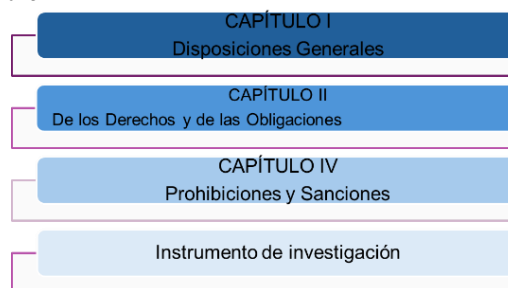 CAPÍTULO I
Disposiciones Generales
CAPÍTULO II
De los Derechos y de las Obligaciones
CAPÍTULO IV
Prohibiciones y Sanciones
Instrumento de investigación